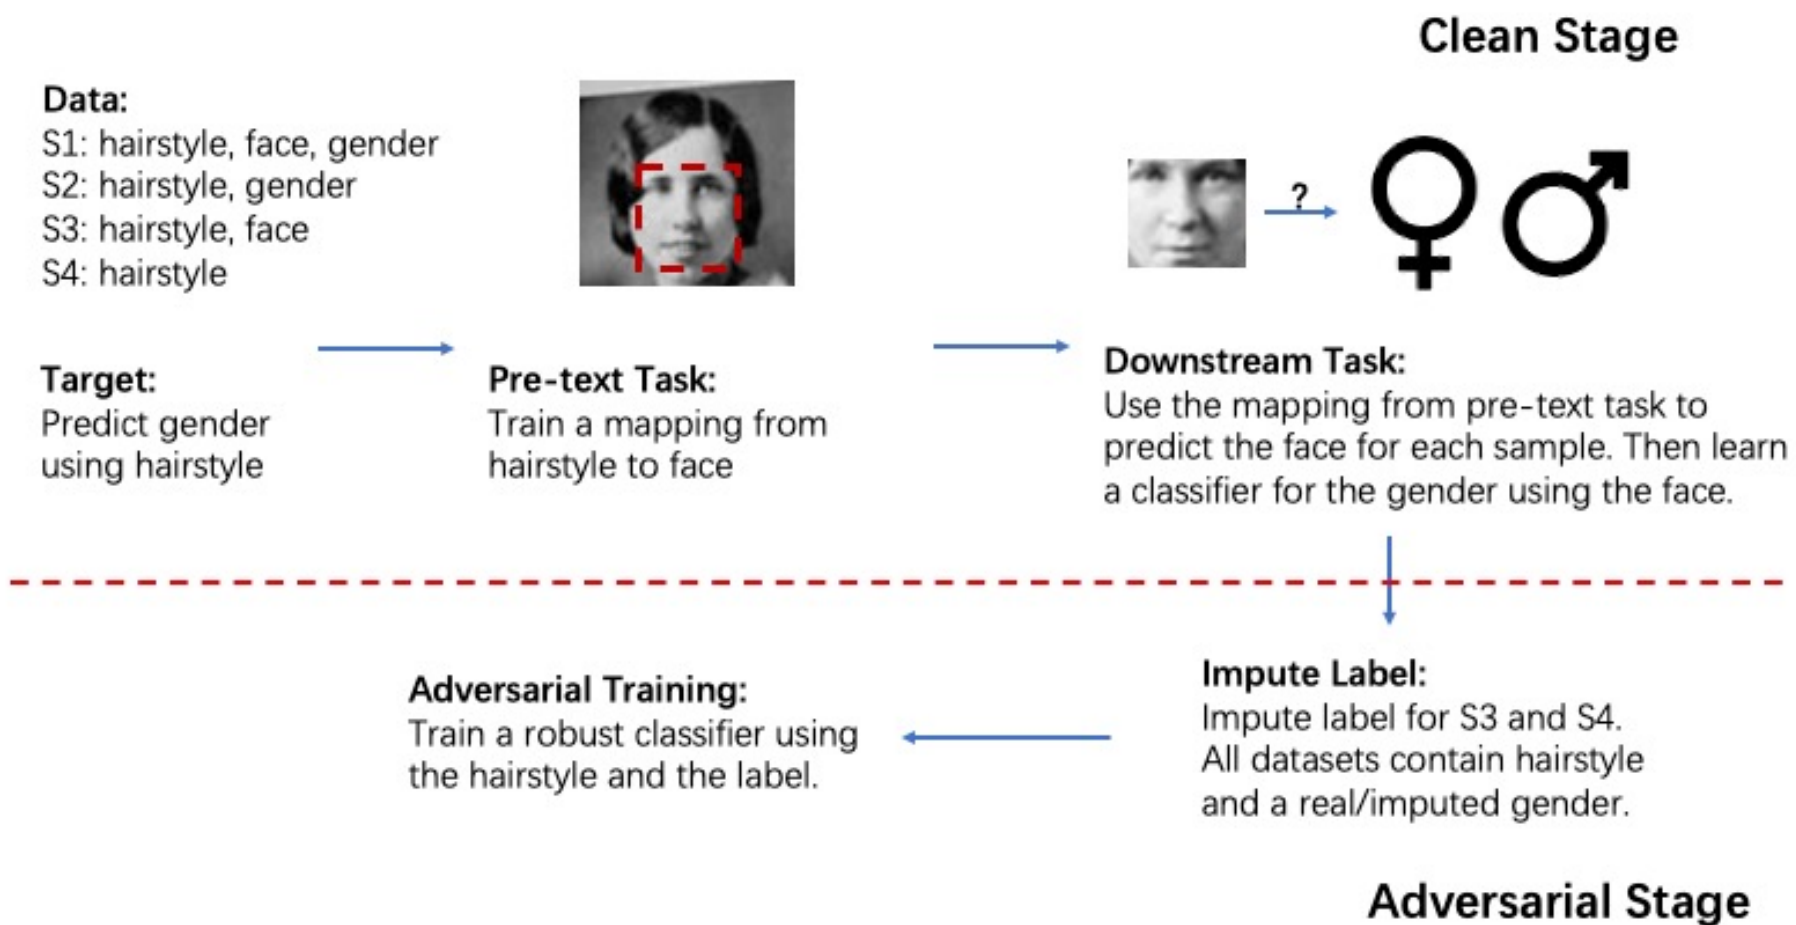 Clean Stage
Data:
S1: hairstyle, face, gender
S2: hairstyle, gender
S3: hairstyle, face
S4: hairstyle
?
Target:
Predict gender
using hairstyle
Pre-text Task:
Train a mapping from
hairstyle to face
Downstream Task:
Use the mapping from pre-text task to
predict the face for each sample. Then learn
a classifier for the gender using the face.
Impute Label:
Impute label for S3 and S4.
All datasets contain hairstyle
and a real/imputed gender.
Adversarial Training:
Train a robust classifier using
the hairstyle and the label.
Adversarial Stage